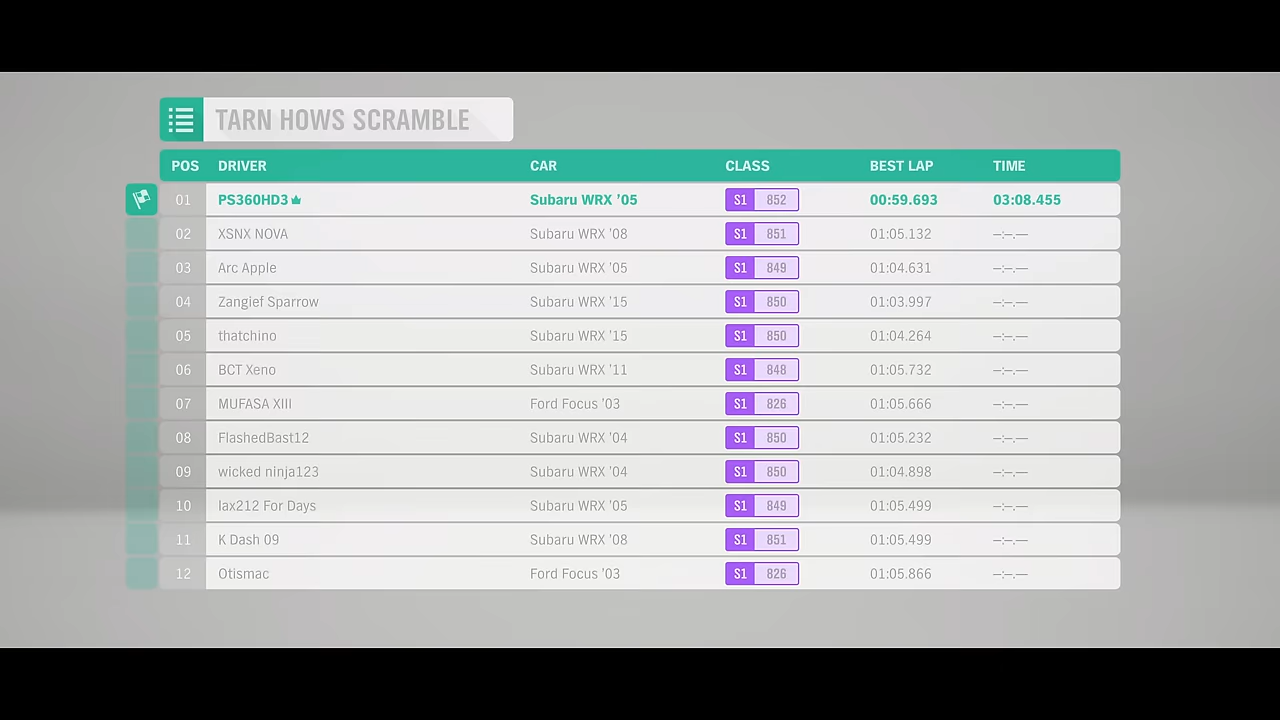 TARN HOWS SCRAMBLE
POS DRIVER CAR CLASS BEST LAP TIME
01 PS360HD3 Subaru WRX '05 S1 852 00:59.693 03:08.455
02 XSNX NOVA Subaru WRX '08 S1 851 01:05.132 --:--.---
03 Arc Apple Subaru WRX '05 S1 849 01:04.631 --:--.---
04 Zangief Sparrow Subaru WRX '15 S1 850 01:03.997 --:--.---
05 thatchino Subaru WRX '15 S1 850 01:04.264 --:--.---
06 BCT Xeno Subaru WRX '11 S1 848 01:05.732 --:--.---
07 MUFASA XIII Ford Focus '03 S1 826 01:05.666 --:--.---
08 FlashedBast12 Subaru WRX '04 S1 850 01:05.232 --:--.---
09 wicked ninja123 Subaru WRX '04 S1 850 01:04.898 --:--.---
10 lax212 For Days Subaru WRX '05 S1 849 01:05.499 --:--.---
11 K Dash 09 Subaru WRX '08 S1 851 01:05.499 --:--.---
12 Otismac Ford Focus '03 S1 826 01:05.866 --:--.---